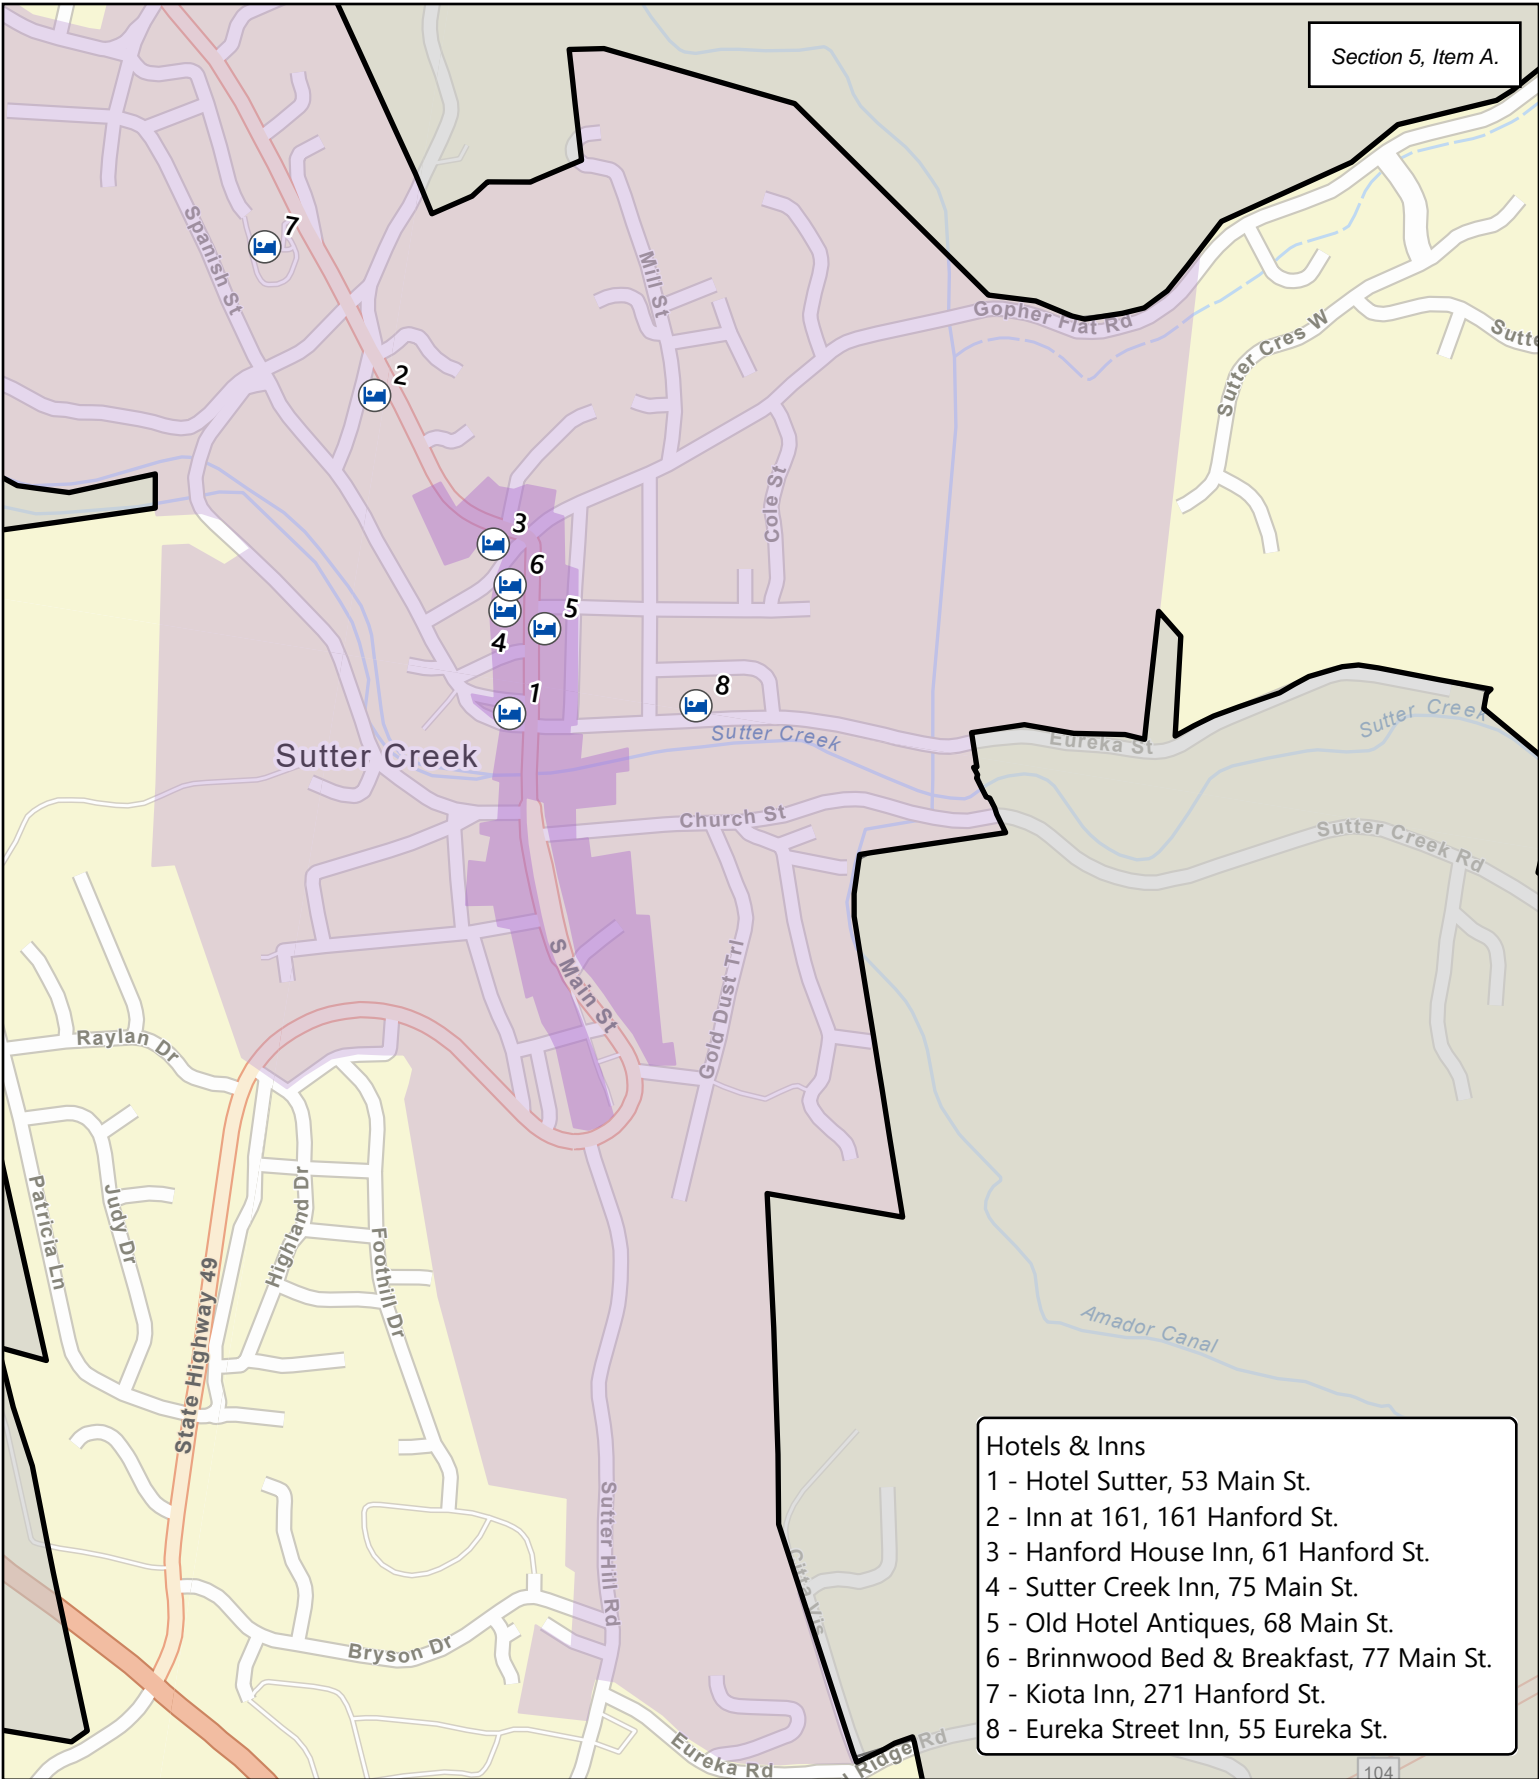 Section 5, Item A.
7
Spanish St
Mill St
Gopher Flat Rd
Sutter Cres W
Sutte
2
Cole St
3
6
5
4
1
8
Sutter Creek
Sutter Creek
Eureka St
Sutter Creek
Church St
Sutter Creek Rd
S Main St
Gold Dust Trl
Raylan Dr
Patricia Ln
Judy Dr
Highland Dr
Foothill Dr
State Highway 49
Amador Canal
Sutter Hill Rd
Citta Vis
Bryson Dr
Eureka Rd
Ridge Rd
104
Hotels & Inns
1 - Hotel Sutter, 53 Main St.
2 - Inn at 161, 161 Hanford St.
3 - Hanford House Inn, 61 Hanford St.
4 - Sutter Creek Inn, 75 Main St.
5 - Old Hotel Antiques, 68 Main St.
6 - Brinnwood Bed & Breakfast, 77 Main St.
7 - Kiota Inn, 271 Hanford St.
8 - Eureka Street Inn, 55 Eureka St.